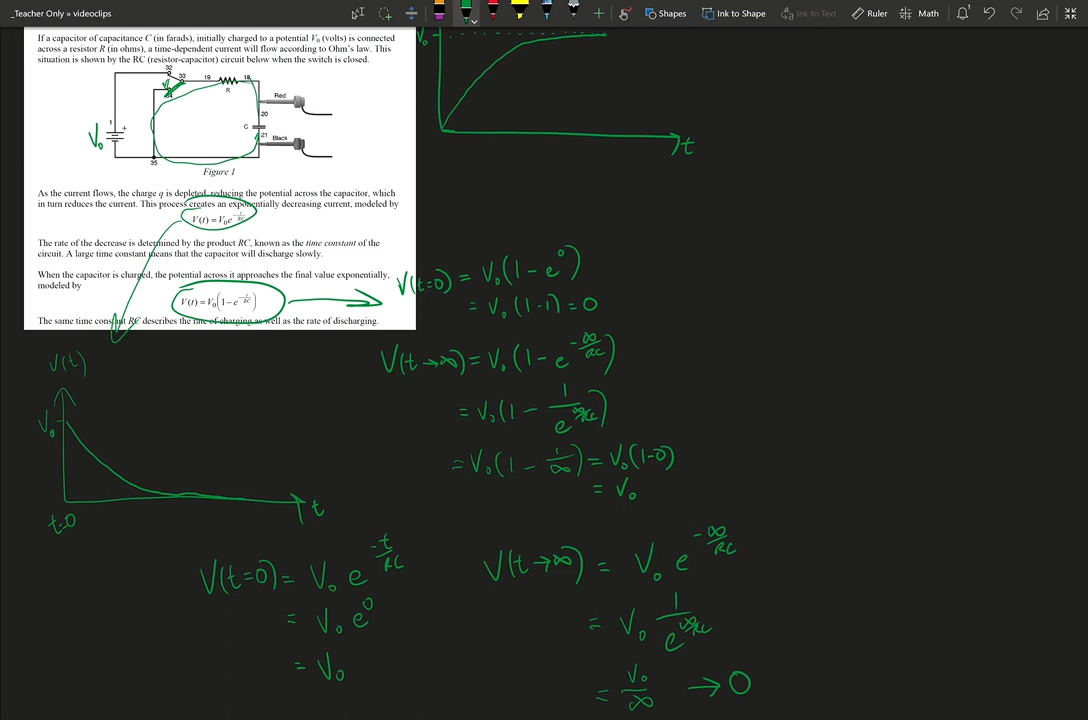 _Teacher Only » videoclips
Shapes
Ink to Shape
Ink to Text
Ruler
Math
If a capacitor of capacitance C (in farads), initially charged to a potential V₀ (volts) is connected
across a resistor R (in ohms), a time-dependent current will flow according to Ohm's law. This
situation is shown by the RC (resistor-capacitor) circuit below when the switch is closed.
32
33
19
18
R
Red
20
C
21
Black
1
+
V₀
35
Figure 1
As the current flows, the charge q is depleted, reducing the potential across the capacitor, which
in turn reduces the current. This process creates an exponentially decreasing current, modeled by
V(t) = V₀e^(-t/RC)
The rate of the decrease is determined by the product RC, known as the time constant of the
circuit. A large time constant means that the capacitor will discharge slowly.
When the capacitor is charged, the potential across it approaches the final value exponentially,
modeled by
V(t) = V₀(1 − e^(-t/RC))
The same time constant RC describes the rate of charging as well as the rate of discharging.
V₀
t
V(t=0) = V₀(1 − e⁰)
= V₀(1-1) = 0
V(t→∞) = V₀(1 − e^(-∞/RC))
= V₀(1 − 1/e^(∞/RC))
= V₀(1 − 1/∞) = V₀(1-0)
= V₀
V(t)
V₀
t
t=0
V(t=0) = V₀ e^(-t/RC)
= V₀ e⁰
= V₀
V(t→∞) = V₀ e^(-∞/RC)
= V₀ 1/e^(∞/RC)
= V₀/∞ → 0